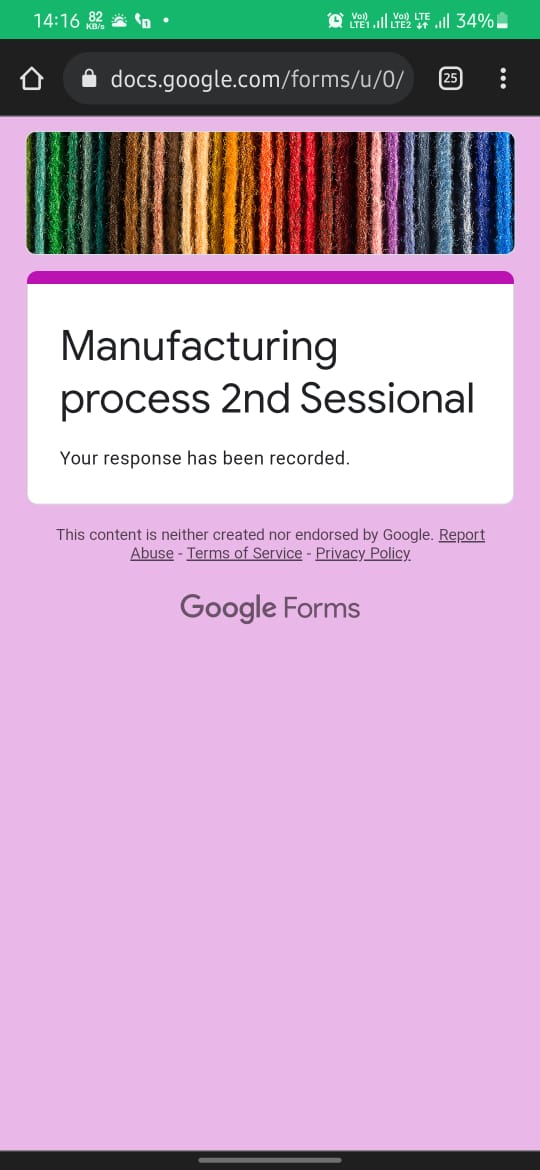 14:16 82 KB/s Vo) LTE1 Vo) LTE2 LTE 34%
docs.google.com/forms/u/0/ 25
Manufacturing
process 2nd Sessional
Your response has been recorded.
This content is neither created nor endorsed by Google. Report
Abuse - Terms of Service - Privacy Policy
Google Forms